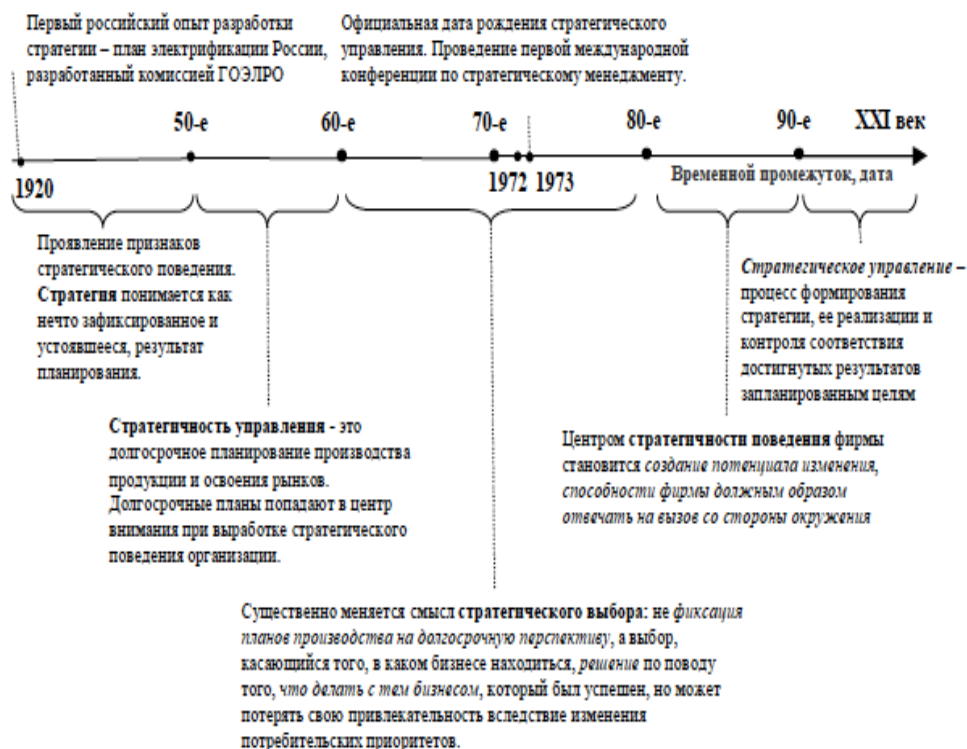 Первый российский опыт разработки
стратегии – план электрификации России,
разработанный комиссией ГОЭЛРО
Официальная дата рождения стратегического
управления. Проведение первой международной
конференции по стратегическому менеджменту.
50-е
60-е
70-е
80-е
90-е
XXI век
1920
1972 1973
Временной промежуток, дата
Проявление признаков
стратегического поведения.
Стратегия понимается как
нечто зафиксированное и
устоявшееся, результат
планирования.
Стратегическое управление –
процесс формирования
стратегии, ее реализации и
контроля соответствия
достигнутых результатов
запланированным целям
Стратегичность управления - это
долгосрочное планирование производства
продукции и освоения рынков.
Долгосрочные планы попадают в центр
внимания при выработке стратегического
поведения организации.
Центром стратегичности поведения фирмы
становится создание потенциала изменения,
способности фирмы должным образом
отвечать на вызов со стороны окружения
Существенно меняется смысл стратегического выбора: не фиксация
планов производства на долгосрочную перспективу, а выбор,
касающийся того, в каком бизнесе находиться, решение по поводу
того, что делать с тем бизнесом, который был успешен, но может
потерять свою привлекательность вследствие изменения
потребительских приоритетов.